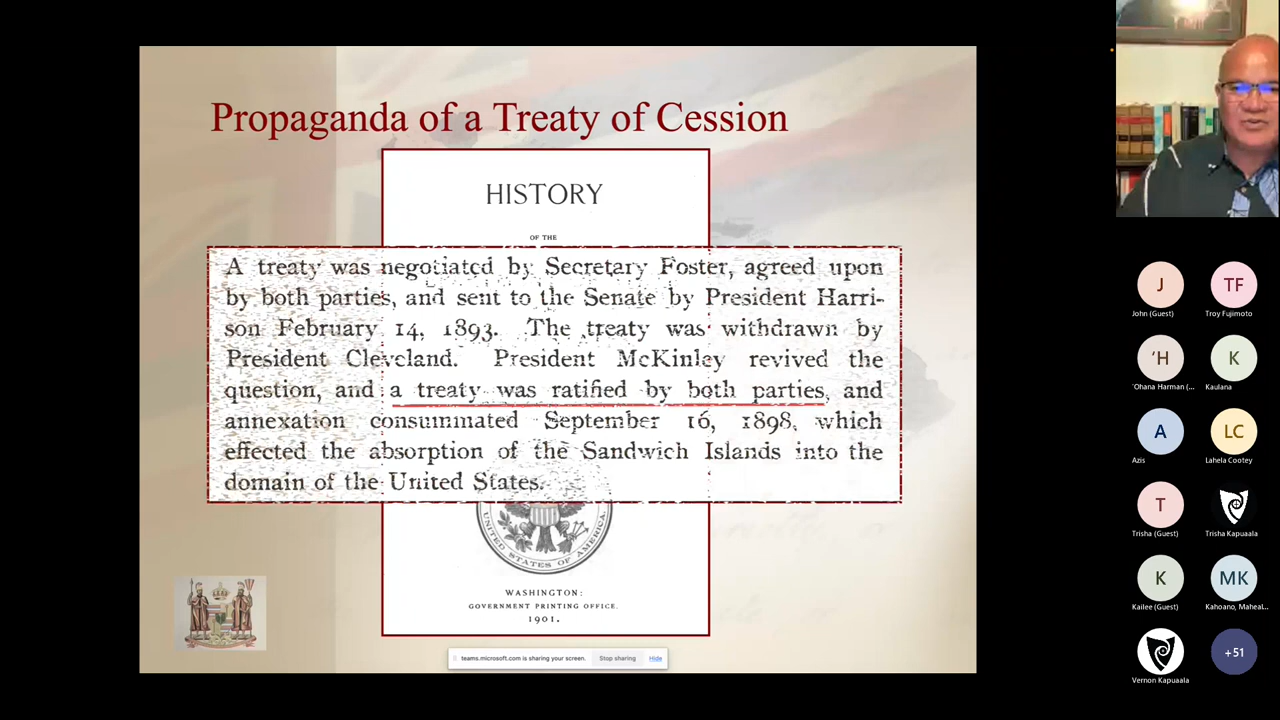 Propaganda of a Treaty of Cession
HISTORY
OF THE
A treaty was negotiated by Secretary Foster, agreed upon
by both parties, and sent to the Senate by President Harri-
son February 14, 1893. The treaty was withdrawn by
President Cleveland. President McKinley revived the
question, and a treaty was ratified by both parties, and
annexation consummated September 16, 1898, which
effected the absorption of the Sandwich Islands into the
domain of the United States.
UNITED STATES OF AMERICA
WASHINGTON:
GOVERNMENT PRINTING OFFICE.
1901.
teams.microsoft.com is sharing your screen. Stop sharing Hide
J TF
John (Guest) Troy Fujimoto
'H K
'Ohana Harman (... Kaulana
A LC
Azis Lahela Cootey
T
Trisha (Guest) Trisha Kapuaala
K MK
Kailee (Guest) Kahoano, Maheal...
+51
Vernon Kapuaala